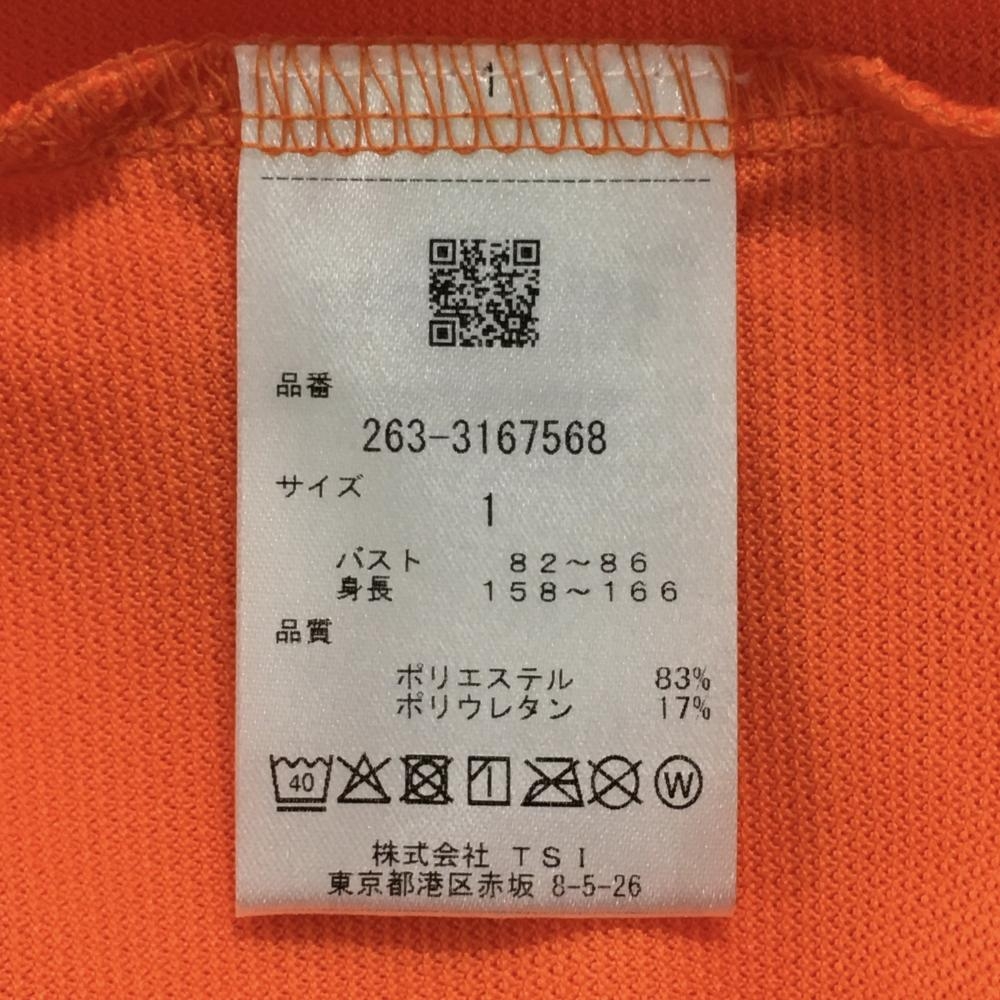 1
品番
263-3167568
サイズ
1
バスト 82～86
身長 158～166
品質
ポリエステル 83%
ポリウレタン 17%
40 W
株式会社 TSI
東京都港区赤坂 8-5-26